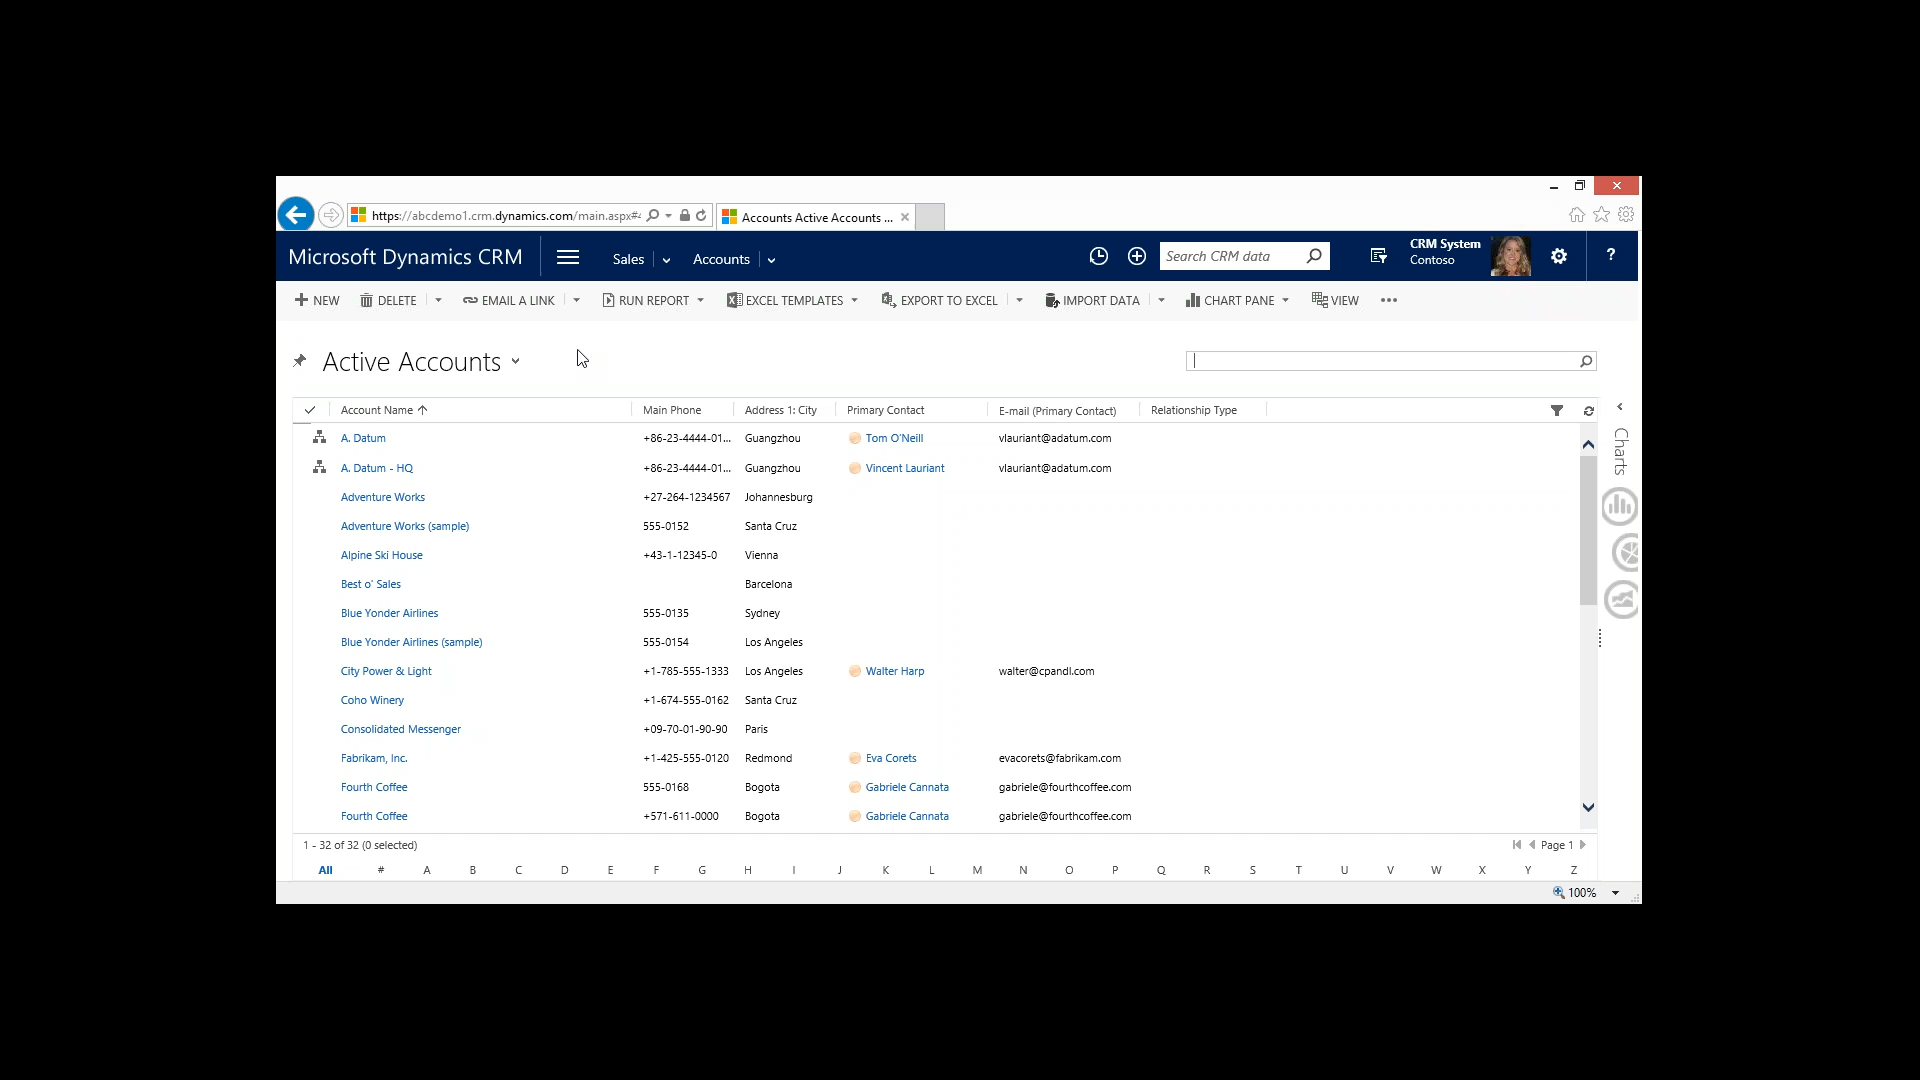 https://abcdemo1.crm.dynamics.com/main.aspx#
Accounts Active Accounts ...
Microsoft Dynamics CRM
Sales
Accounts
Search CRM data
CRM System
Contoso
?
NEW
DELETE
EMAIL A LINK
RUN REPORT
EXCEL TEMPLATES
EXPORT TO EXCEL
IMPORT DATA
CHART PANE
VIEW
Active Accounts
Account Name Main Phone Address 1: City Primary Contact E-mail (Primary Contact) Relationship Type
Charts
A. Datum +86-23-4444-01... Guangzhou Tom O'Neill vlauriant@adatum.com
A. Datum - HQ +86-23-4444-01... Guangzhou Vincent Lauriant vlauriant@adatum.com
Adventure Works +27-264-1234567 Johannesburg
Adventure Works (sample) 555-0152 Santa Cruz
Alpine Ski House +43-1-12345-0 Vienna
Best o' Sales Barcelona
Blue Yonder Airlines 555-0135 Sydney
Blue Yonder Airlines (sample) 555-0154 Los Angeles
City Power & Light +1-785-555-1333 Los Angeles Walter Harp walter@cpandl.com
Coho Winery +1-674-555-0162 Santa Cruz
Consolidated Messenger +09-70-01-90-90 Paris
Fabrikam, Inc. +1-425-555-0120 Redmond Eva Corets evacorets@fabrikam.com
Fourth Coffee 555-0168 Bogota Gabriele Cannata gabriele@fourthcoffee.com
Fourth Coffee +571-611-0000 Bogota Gabriele Cannata gabriele@fourthcoffee.com
1 - 32 of 32 (0 selected) Page 1
All # A B C D E F G H I J K L M N O P Q R S T U V W X Y Z
100%